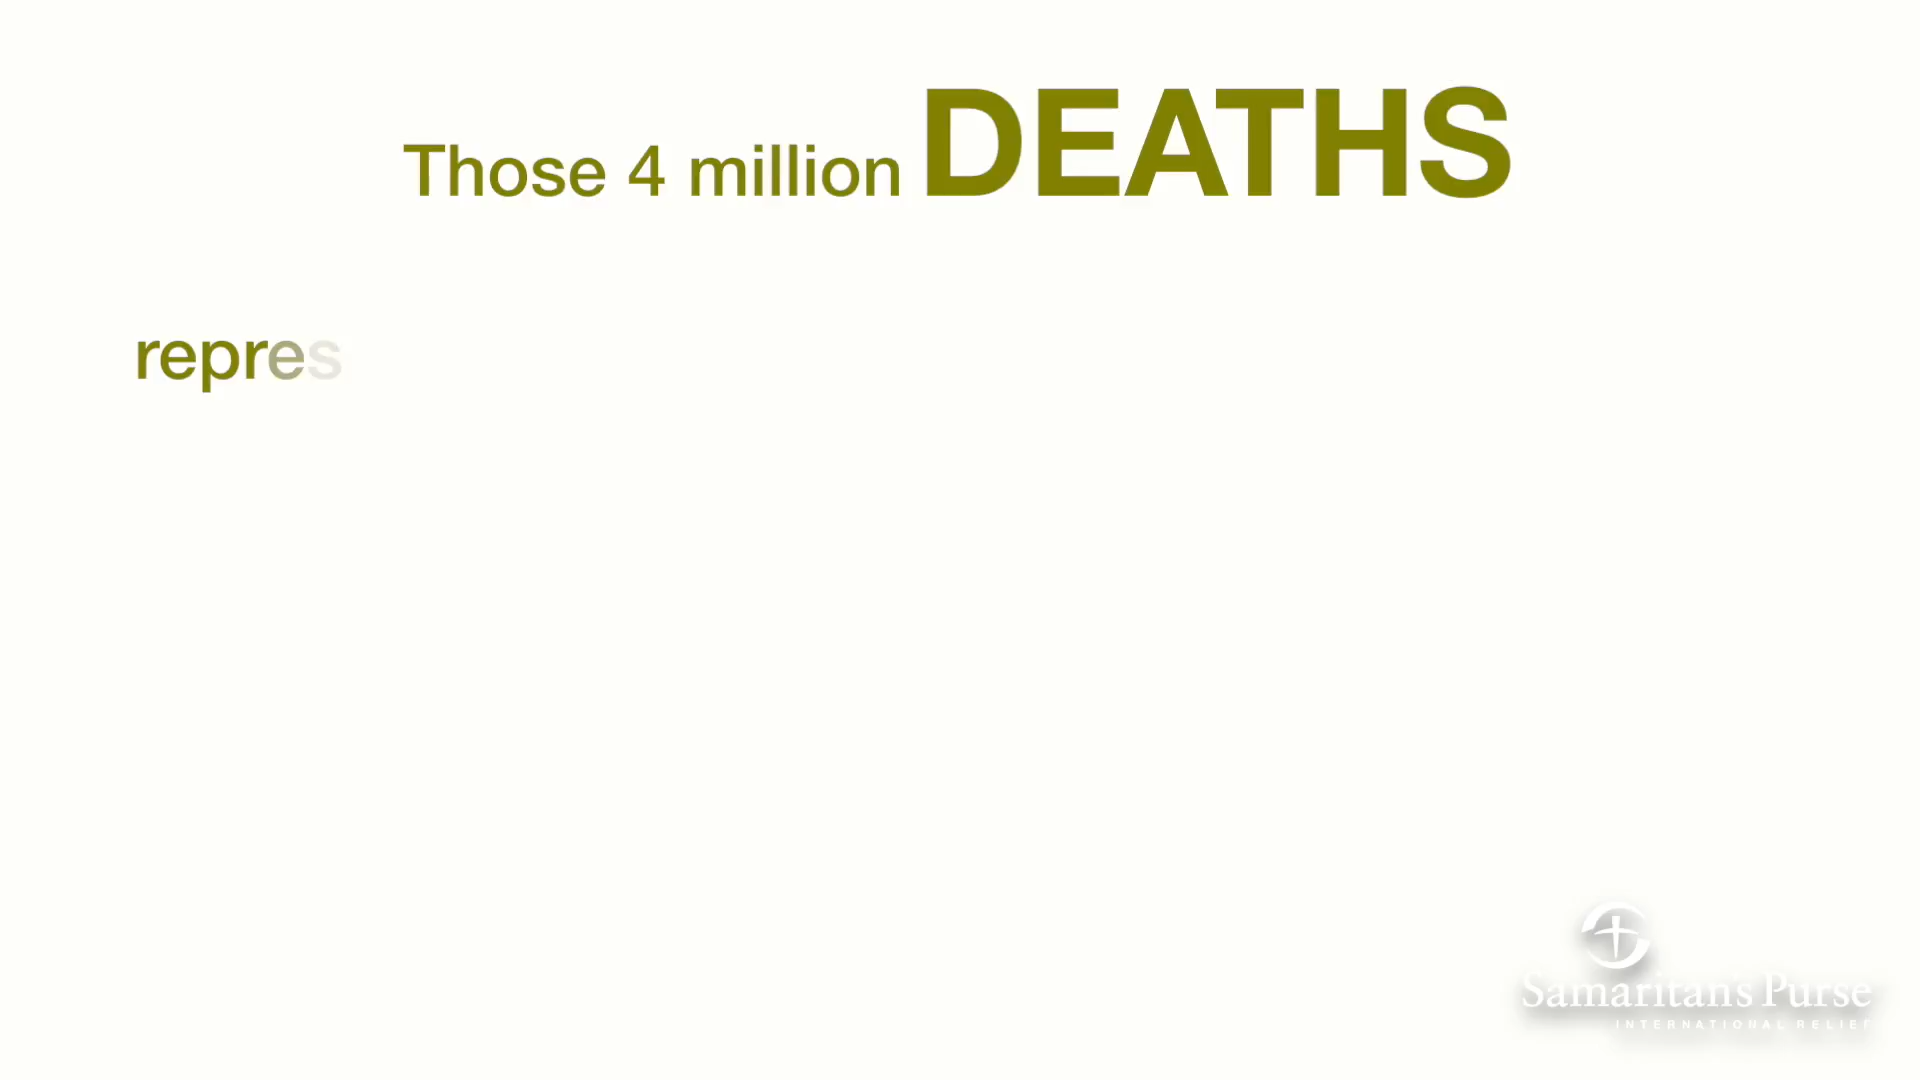 Those 4 million DEATHS
repres
Samaritan's Purse
INTERNATIONAL RELIEF